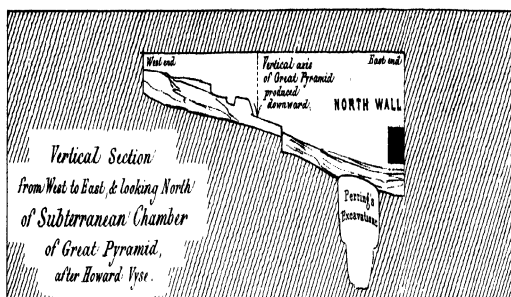 West end
East end
Vertical axis
of Great Pyramid
produced
downward.
NORTH WALL
Vertical Section
from West to East, & looking North
of Subterranean Chamber
of Great Pyramid,
after Howard Vyse.
Perring's
Excavations